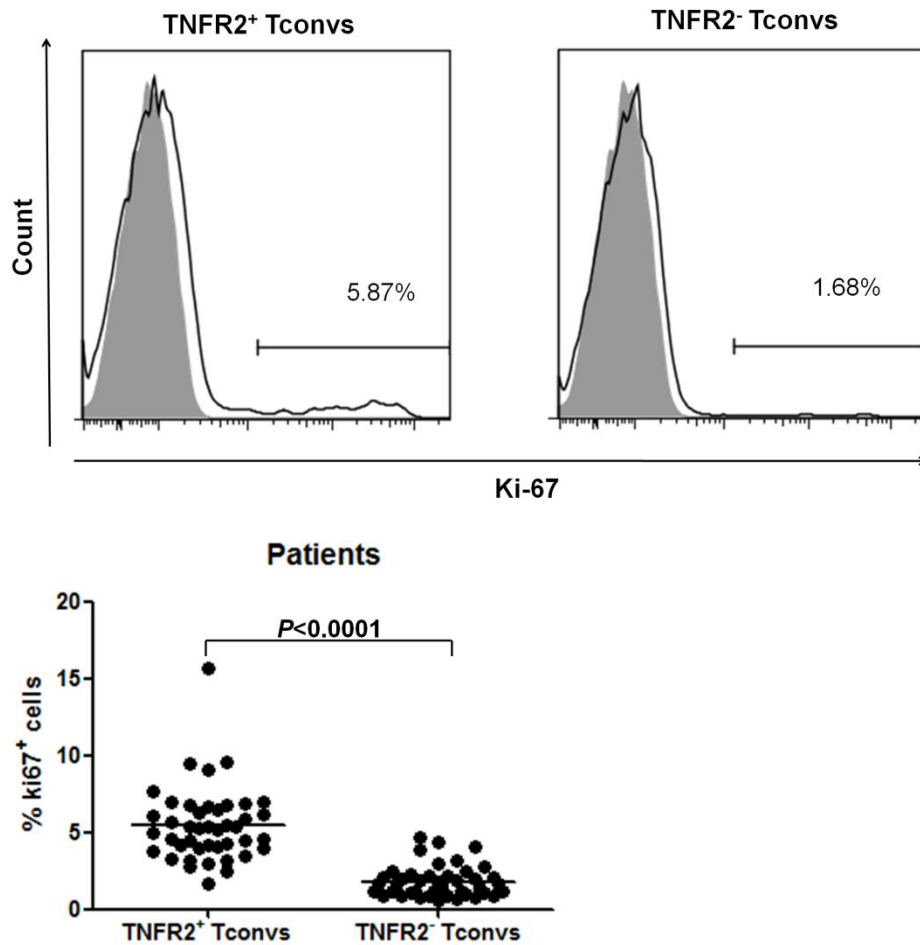 TNFR2⁺ Tconvs
TNFR2⁻ Tconvs
Count
5.87%
1.68%
Ki-67
Patients
P<0.0001
% ki67⁺ cells
20
15
10
5
0
TNFR2⁺ Tconvs
TNFR2⁻ Tconvs